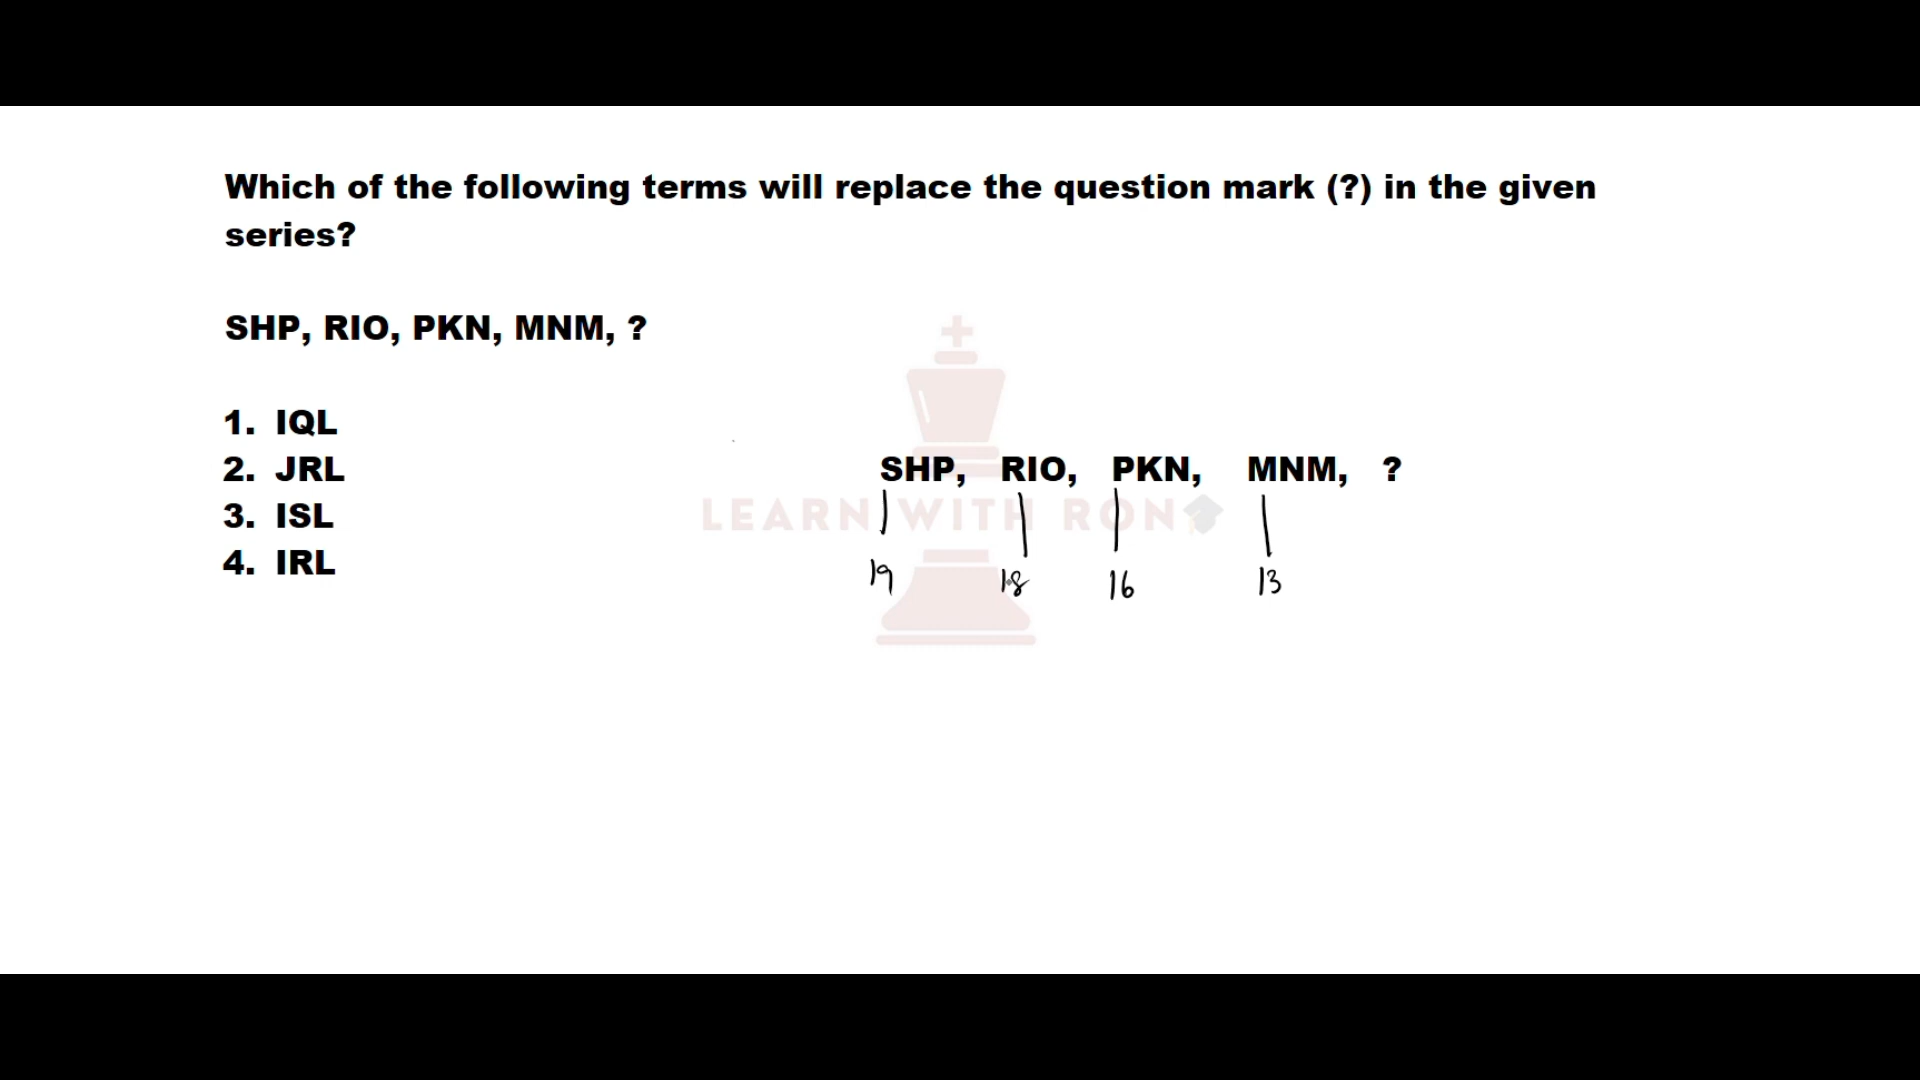 Which of the following terms will replace the question mark (?) in the given
series?
SHP, RIO, PKN, MNM, ?
1. IQL
2. JRL
3. ISL
4. IRL
SHP, RIO, PKN, MNM, ?
LEARN WITH RON
19 18 16 13